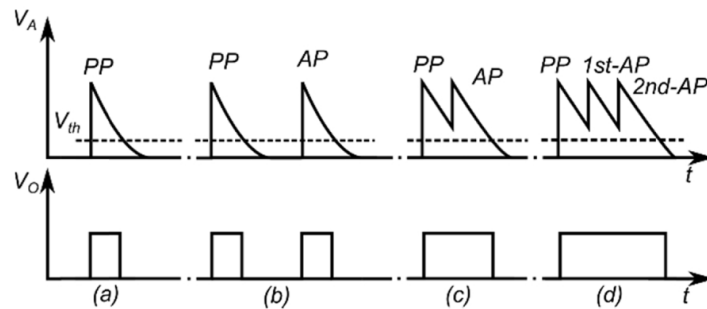 V_A
PP PP AP PP AP PP 1st-AP 2nd-AP
V_th
t
V_O
(a) (b) (c) (d) t